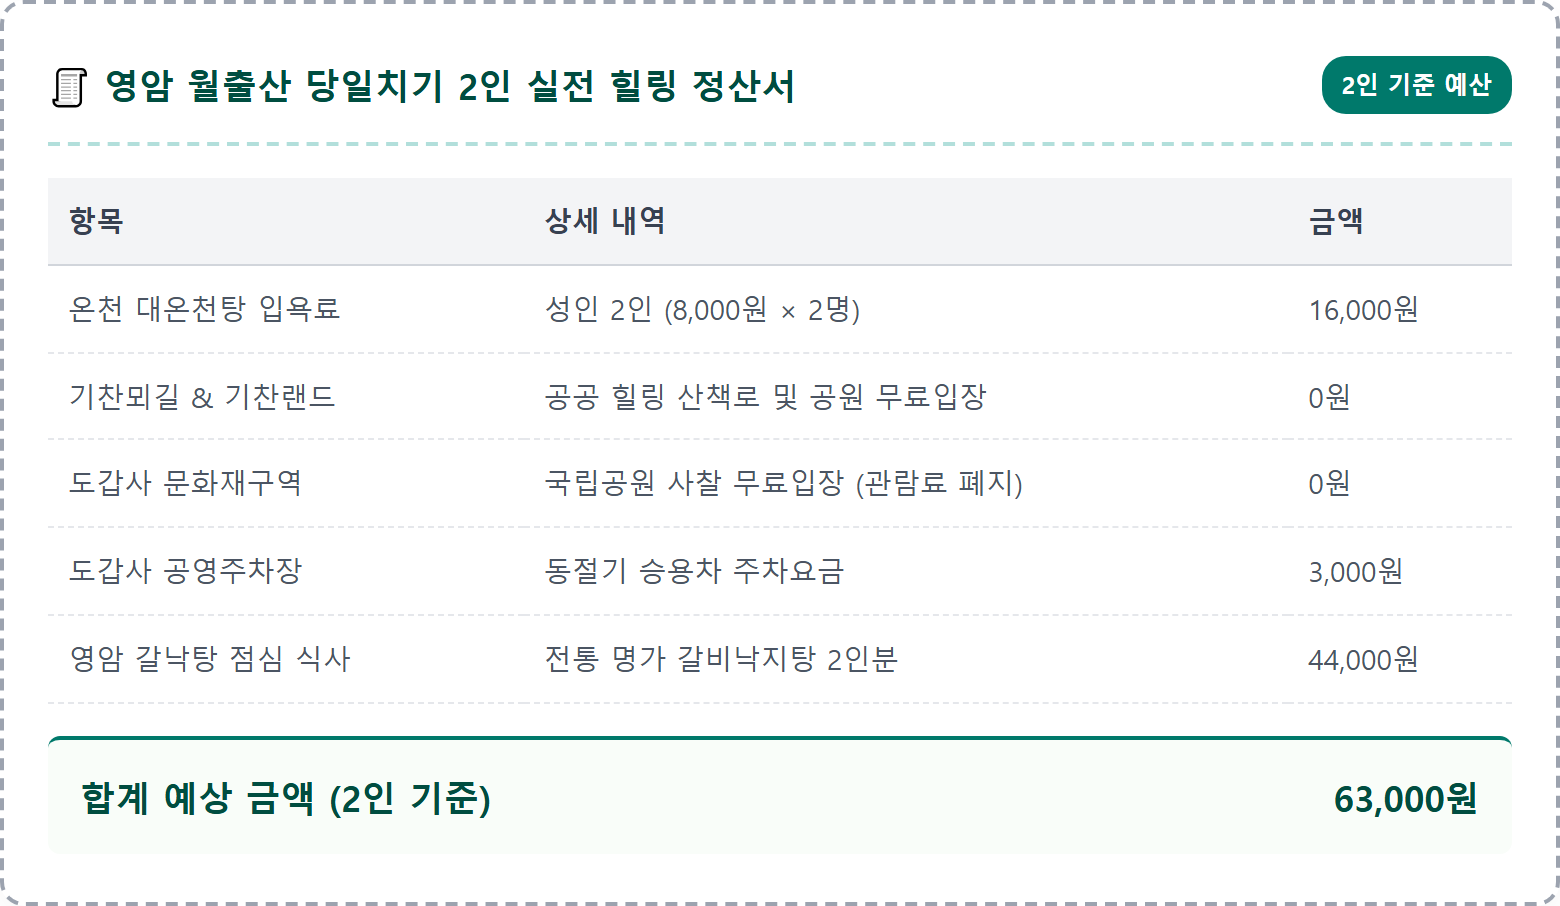 영암 월출산 당일치기 2인 실전 힐링 정산서
2인 기준 예산
항목 상세 내역 금액
온천 대온천탕 입욕료 성인 2인 (8,000원 × 2명) 16,000원
기찬묘길 & 기찬랜드 공공 힐링 산책로 및 공원 무료입장 0원
도갑사 문화재구역 국립공원 사찰 무료입장 (관람료 폐지) 0원
도갑사 공영주차장 동절기 승용차 주차요금 3,000원
영암 갈낙탕 점심 식사 전통 명가 갈비낙지탕 2인분 44,000원
합계 예상 금액 (2인 기준) 63,000원